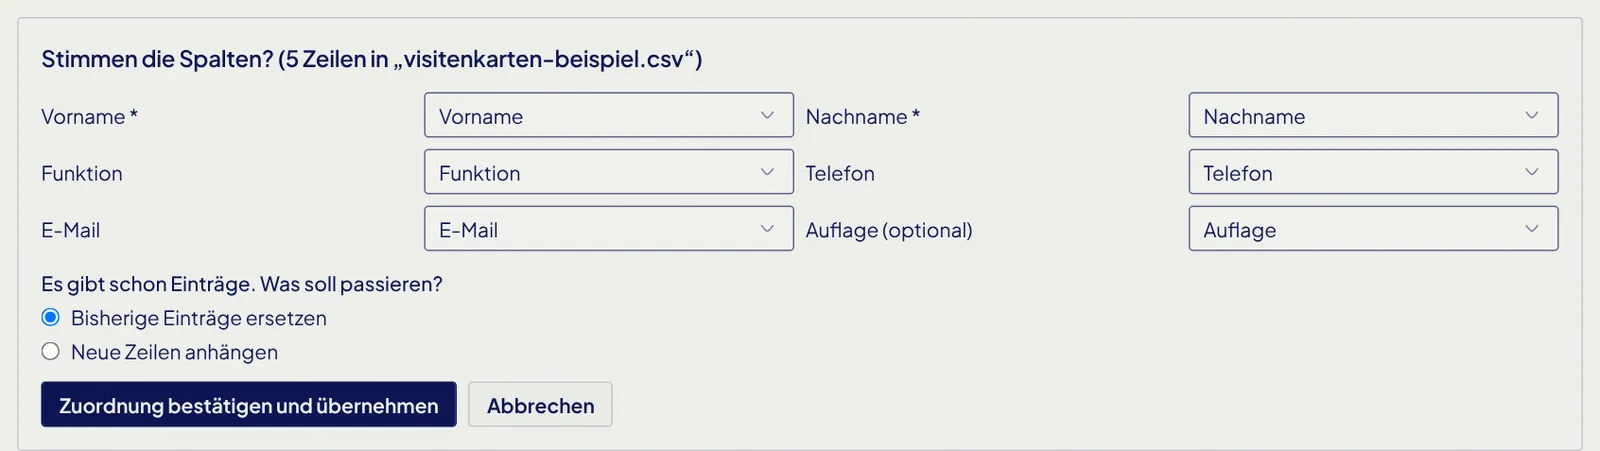 Stimmen die Spalten? (5 Zeilen in „visitenkarten-beispiel.csv“)
Vorname * Vorname Nachname * Nachname
Funktion Funktion Telefon Telefon
E-Mail E-Mail Auflage (optional) Auflage
Es gibt schon Einträge. Was soll passieren?
Bisherige Einträge ersetzen
Neue Zeilen anhängen
Zuordnung bestätigen und übernehmen Abbrechen